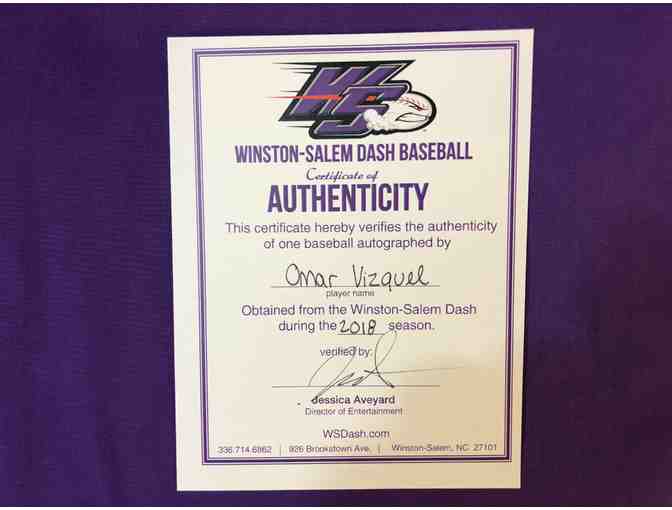 WS
WINSTON-SALEM DASH BASEBALL
Certificate of
AUTHENTICITY
This certificate hereby verifies the authenticity
of one baseball autographed by
Omar Vizquel
player name
Obtained from the Winston-Salem Dash
during the 2018 season.
verified by:
Jessica Aveyard
Director of Entertainment
WSDash.com
336.714.6862 | 926 Brookstown Ave. | Winston-Salem, NC 27101